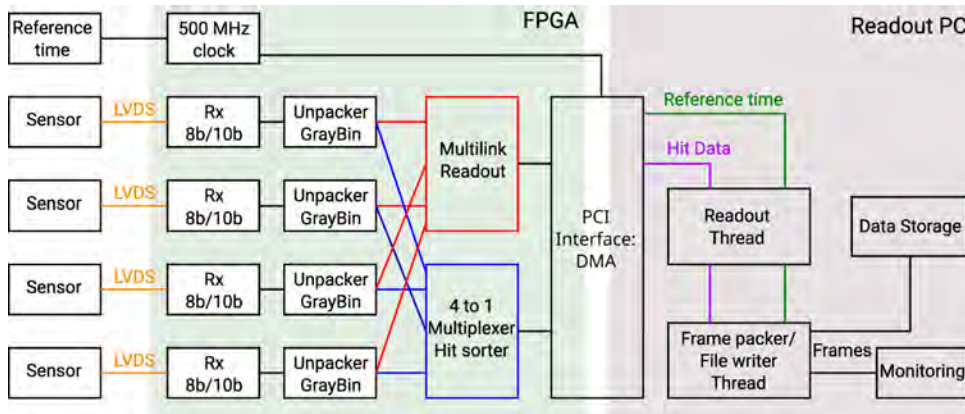 FPGA
Readout PC
Reference
time
500 MHz
clock
Reference time
Sensor
LVDS
Rx
8b/10b
Unpacker
GrayBin
Multilink
Readout
Hit Data
Sensor
LVDS
Rx
8b/10b
Unpacker
GrayBin
PCI
Interface:
DMA
Readout
Thread
Data Storage
Sensor
LVDS
Rx
8b/10b
Unpacker
GrayBin
4 to 1
Multiplexer
Hit sorter
Frame packer/
File writer
Thread
Frames
Monitoring
Sensor
LVDS
Rx
8b/10b
Unpacker
GrayBin